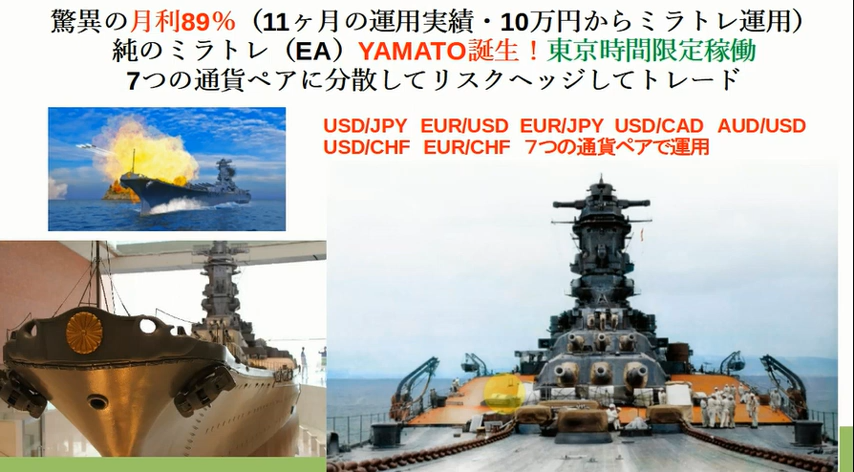 驚異の月利89%（11ヶ月の運用実績・10万円からミラトレ運用）
純のミラトレ（EA）YAMATO誕生！東京時間限定稼働
7つの通貨ペアに分散してリスクヘッジしてトレード
USD/JPY EUR/USD EUR/JPY USD/CAD AUD/USD
USD/CHF EUR/CHF 7つの通貨ペアで運用